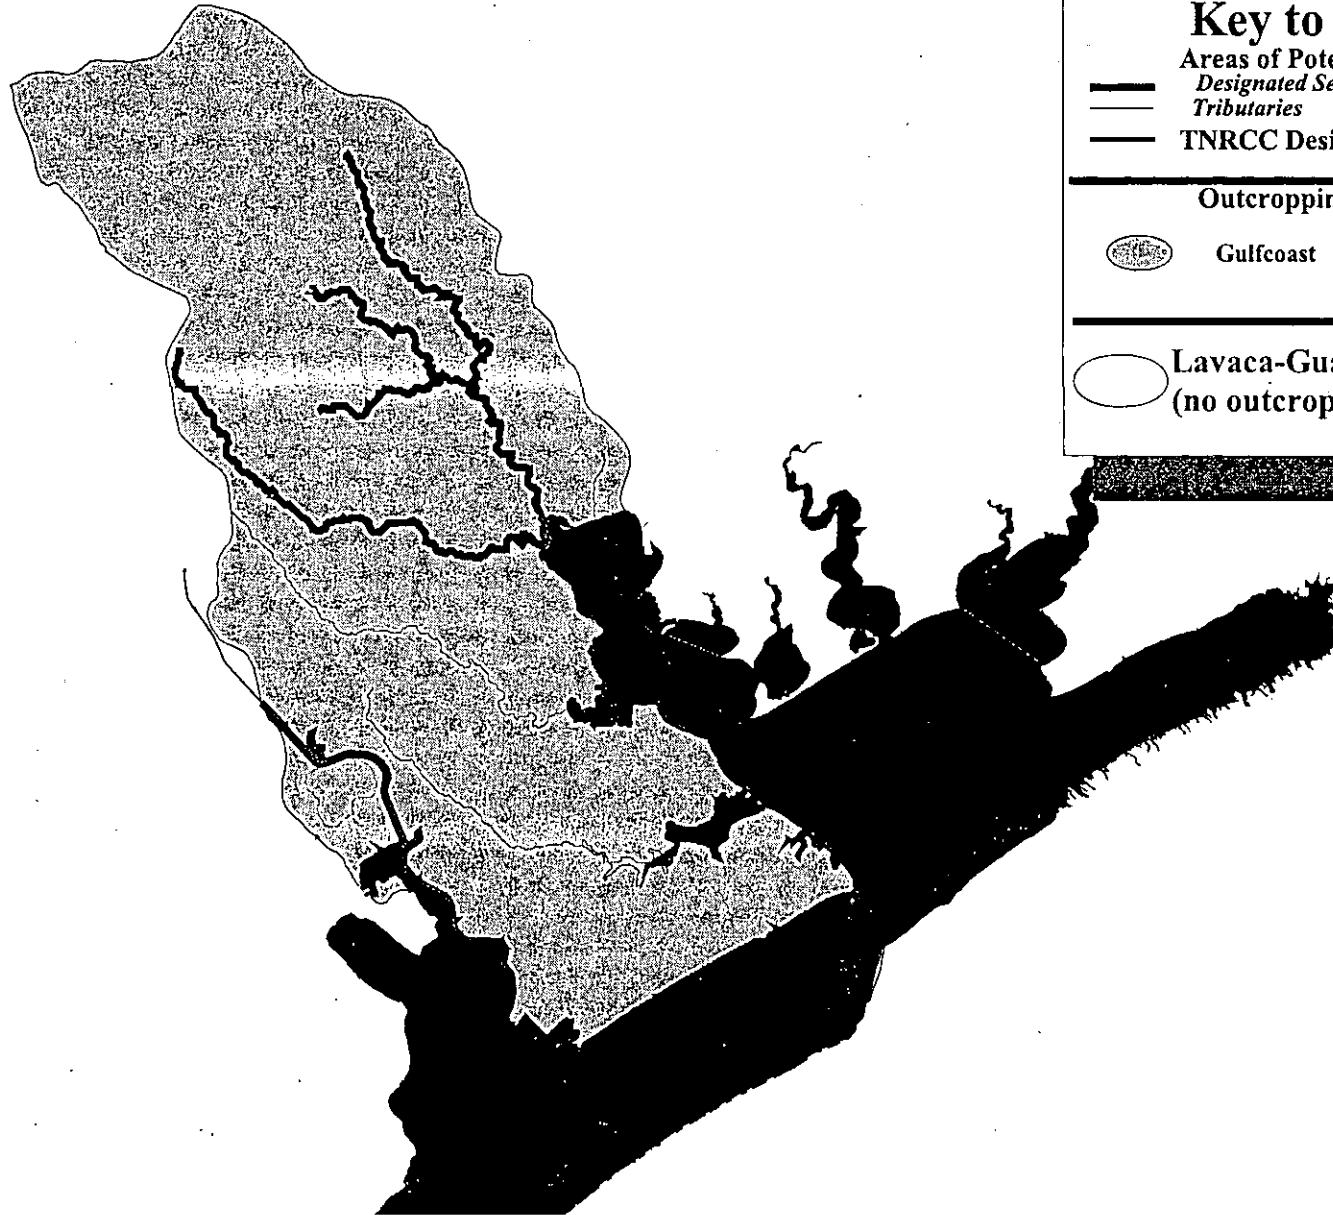 Key to
Areas of Pote
Designated Se
Tributaries
TNRCC Desi
Outcroppin
Gulfcoast
Lavaca-Gua
(no outcrop